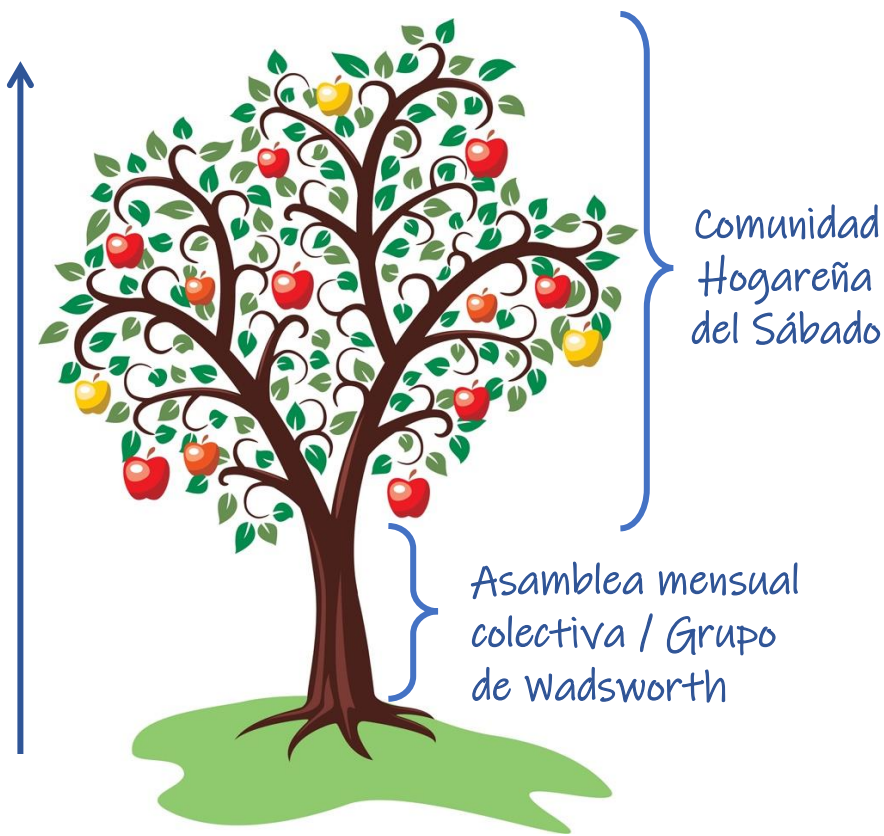 Comunidad
Hogareña
del Sábado
Asamblea mensual
colectiva / Grupo
de Wadsworth